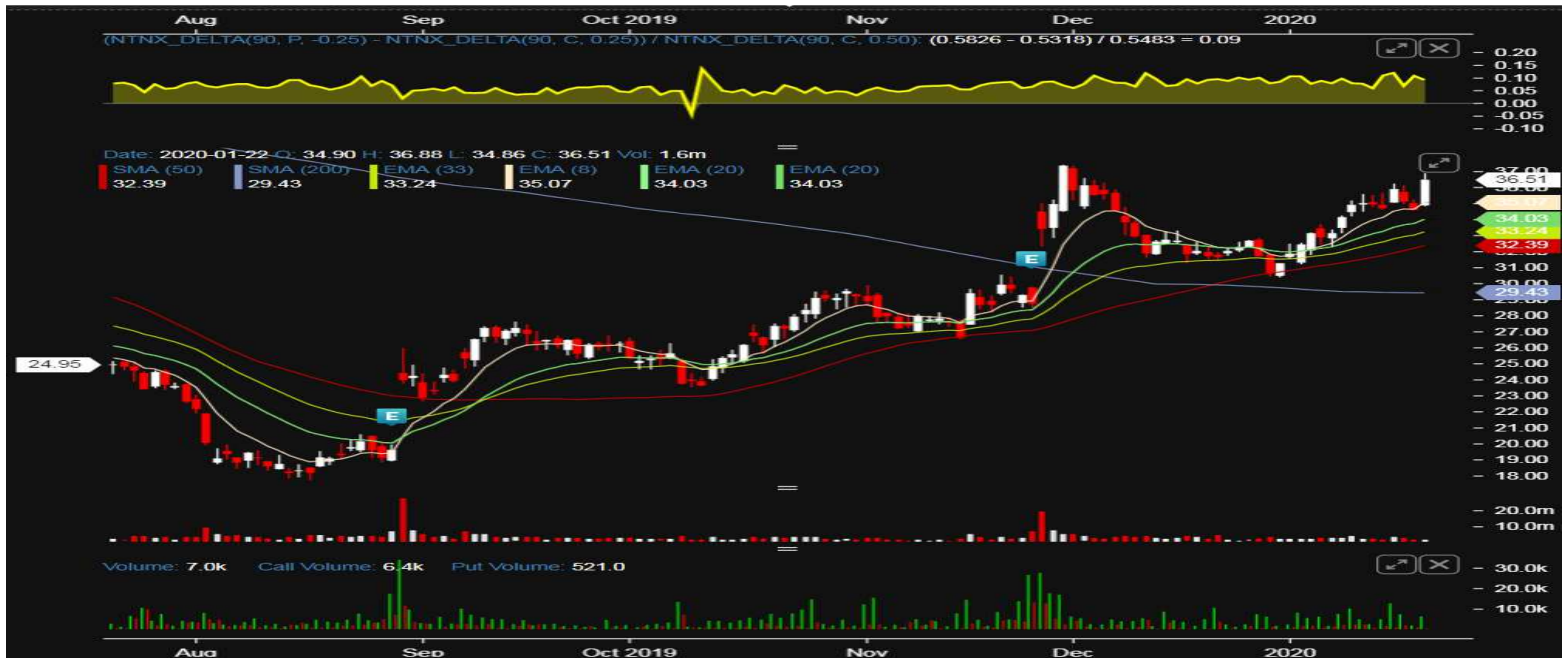 Aug Sep Oct 2019 Nov Dec 2020
(NTNX_DELTA(90, P, -0.25) - NTNX_DELTA(90, C, 0.25)) / NTNX_DELTA(90, C, 0.50): (0.5826 - 0.5318) / 0.5483 = 0.09
0.20
0.15
0.10
0.05
0.00
-0.05
-0.10
Date: 2020-01-22 O: 34.90 H: 36.88 L: 34.86 C: 36.51 Vol: 1.6m
SMA (50) SMA (200) EMA (33) EMA (8) EMA (20) EMA (20)
32.39 29.43 33.24 35.07 34.03 34.03
37.00
36.51
35.07
34.03
33.24
32.39
31.00
30.00
29.43
28.00
27.00
26.00
25.00
24.00
23.00
22.00
21.00
20.00
19.00
18.00
24.95
E
E
20.0m
10.0m
Volume: 7.0k Call Volume: 6.4k Put Volume: 521.0
30.0k
20.0k
10.0k
Aug Sep Oct 2019 Nov Dec 2020